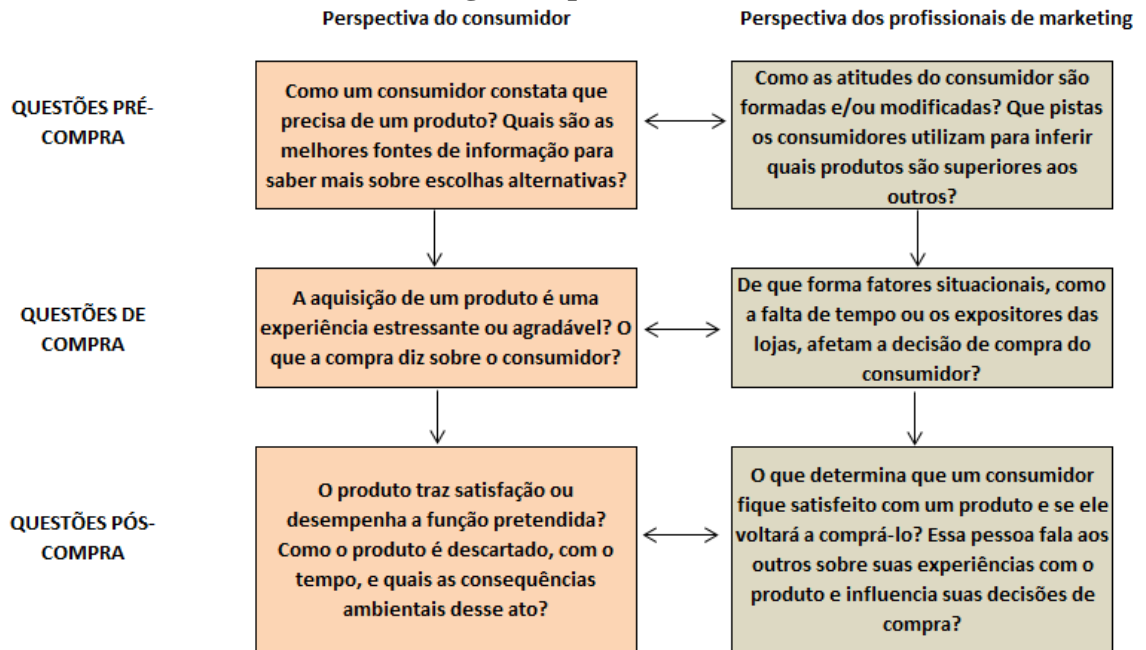 Perspectiva do consumidor
Perspectiva dos profissionais de marketing
QUESTÕES PRÉ-
COMPRA
Como um consumidor constata que
precisa de um produto? Quais são as
melhores fontes de informação para
saber mais sobre escolhas alternativas?
Como as atitudes do consumidor são
formadas e/ou modificadas? Que pistas
os consumidores utilizam para inferir
quais produtos são superiores aos
outros?
QUESTÕES DE
COMPRA
A aquisição de um produto é uma
experiência estressante ou agradável? O
que a compra diz sobre o consumidor?
De que forma fatores situacionais, como
a falta de tempo ou os expositores das
lojas, afetam a decisão de compra do
consumidor?
QUESTÕES PÓS-
COMPRA
O produto traz satisfação ou
desempenha a função pretendida?
Como o produto é descartado, com o
tempo, e quais as consequências
ambientais desse ato?
O que determina que um consumidor
fique satisfeito com um produto e se ele
voltará a comprá-lo? Essa pessoa fala aos
outros sobre suas experiências com o
produto e influencia suas decisões de
compra?